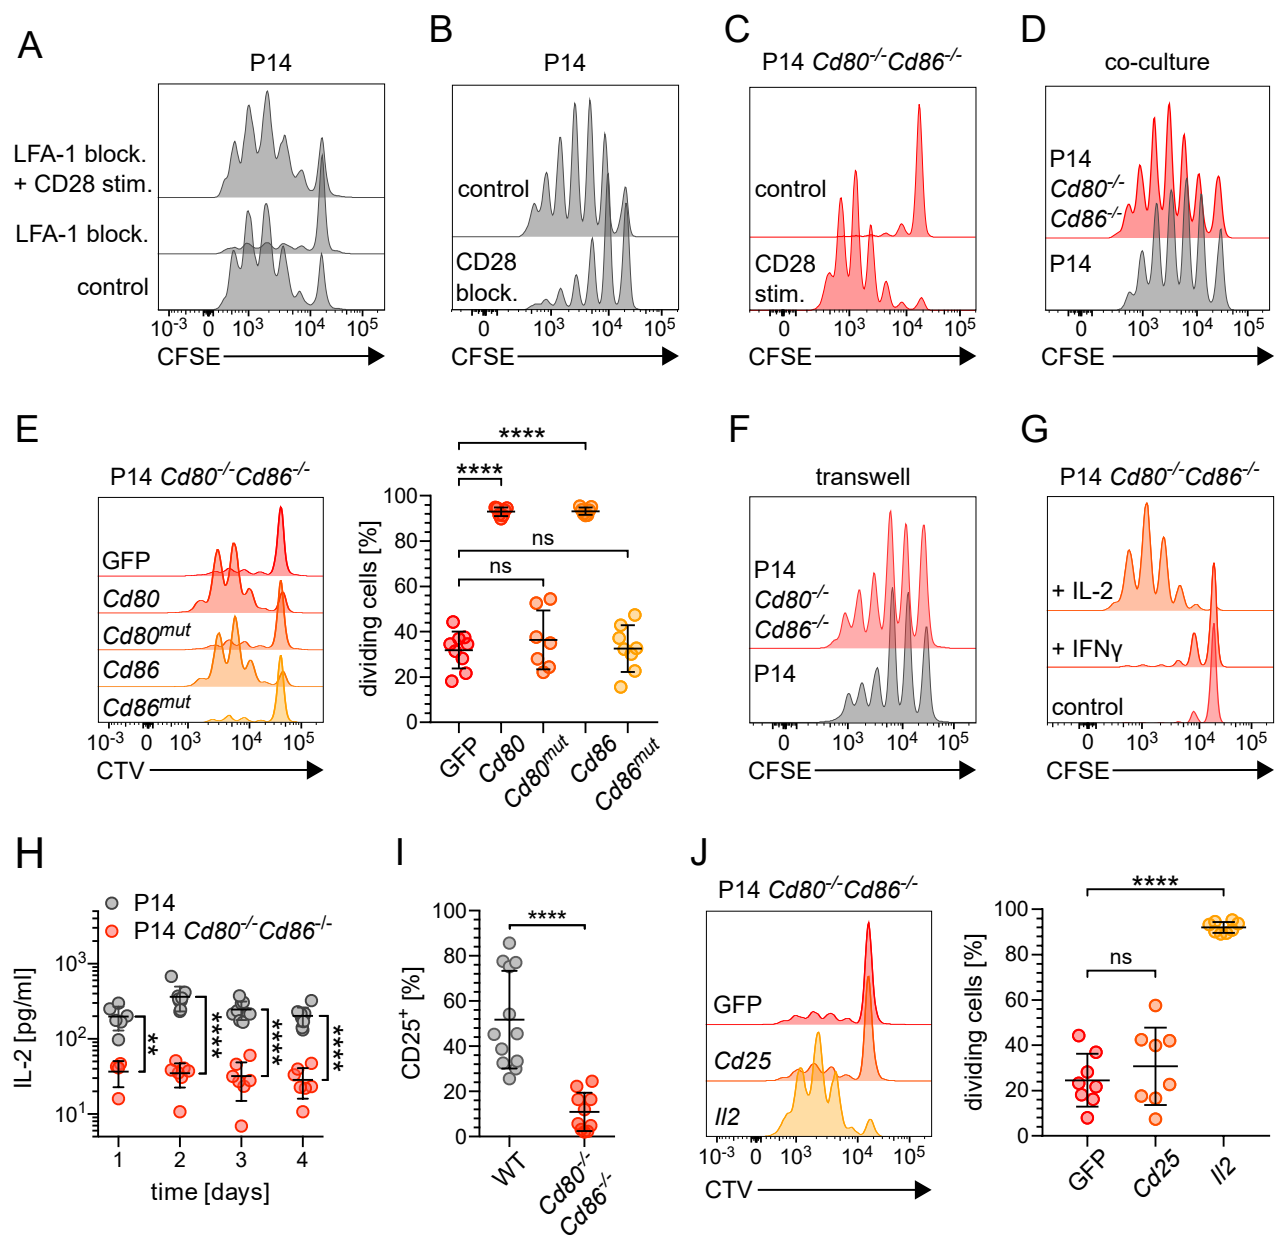 A
P14
LFA-1 block.
+ CD28 stim.
LFA-1 block.
control
10-3 0 103 104 105
CFSE
B
P14
control
CD28
block.
0 103 104 105
CFSE
C
P14 Cd80-/-Cd86-/-
control
CD28
stim.
0 103 104 105
CFSE
D
co-culture
P14
Cd80-/-
Cd86-/-
P14
0 103 104 105
CFSE
E
P14 Cd80-/-Cd86-/-
GFP
Cd80
Cd80mut
Cd86
Cd86mut
10-3 0 103 104 105
CTV
****
****
ns
ns
dividing cells [%]
100
80
60
40
20
0
GFP
Cd80
Cd80mut
Cd86
Cd86mut
F
transwell
P14
Cd80-/-
Cd86-/-
P14
0 103 104 105
CFSE
G
P14 Cd80-/-Cd86-/-
+ IL-2
+ IFNγ
control
0 103 104 105
CFSE
H
P14
P14 Cd80-/-Cd86-/-
IL-2 [pg/ml]
103
102
101
**
****
****
****
1 2 3 4
time [days]
I
****
CD25+ [%]
100
80
60
40
20
0
WT
Cd80-/-
Cd86-/-
J
P14 Cd80-/-Cd86-/-
GFP
Cd25
Il2
10-3 0 103 104 105
CTV
****
ns
dividing cells [%]
100
80
60
40
20
0
GFP
Cd25
Il2